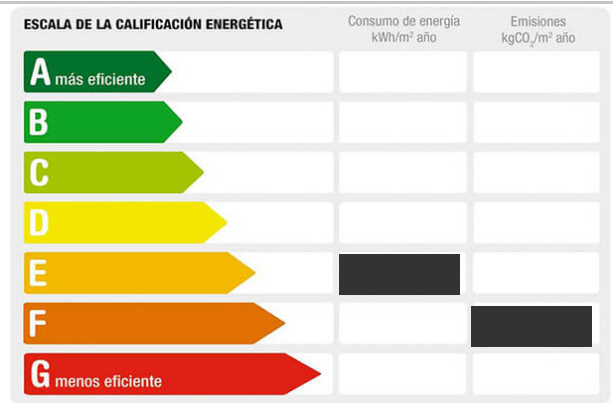 ESCALA DE LA CALIFICACIÓN ENERGÉTICA
Consumo de energía
kWh/m² año
Emisiones
kgCO₂/m² año
A más eficiente
B
C
D
E
F
G menos eficiente